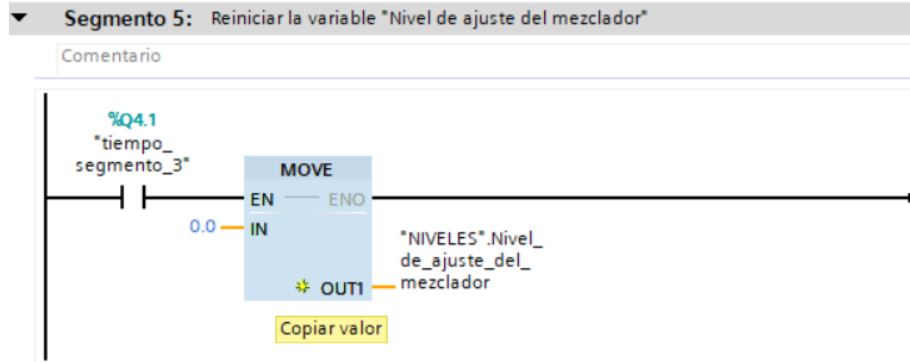 Segmento 5: Reiniciar la variable "Nivel de ajuste del mezclador"
Comentario
%Q4.1
"tiempo_
segmento_3"
MOVE
EN ENO
0.0 IN
"NIVELES".Nivel_
de_ajuste_del_
OUT1 mezclador
Copiar valor